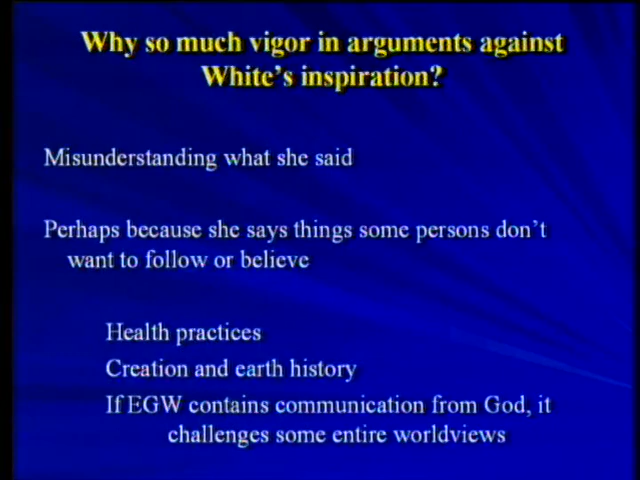 Why so much vigor in arguments against
White's inspiration?
Misunderstanding what she said
Perhaps because she says things some persons don't
want to follow or believe
Health practices
Creation and earth history
If EGW contains communication from God, it
challenges some entire worldviews